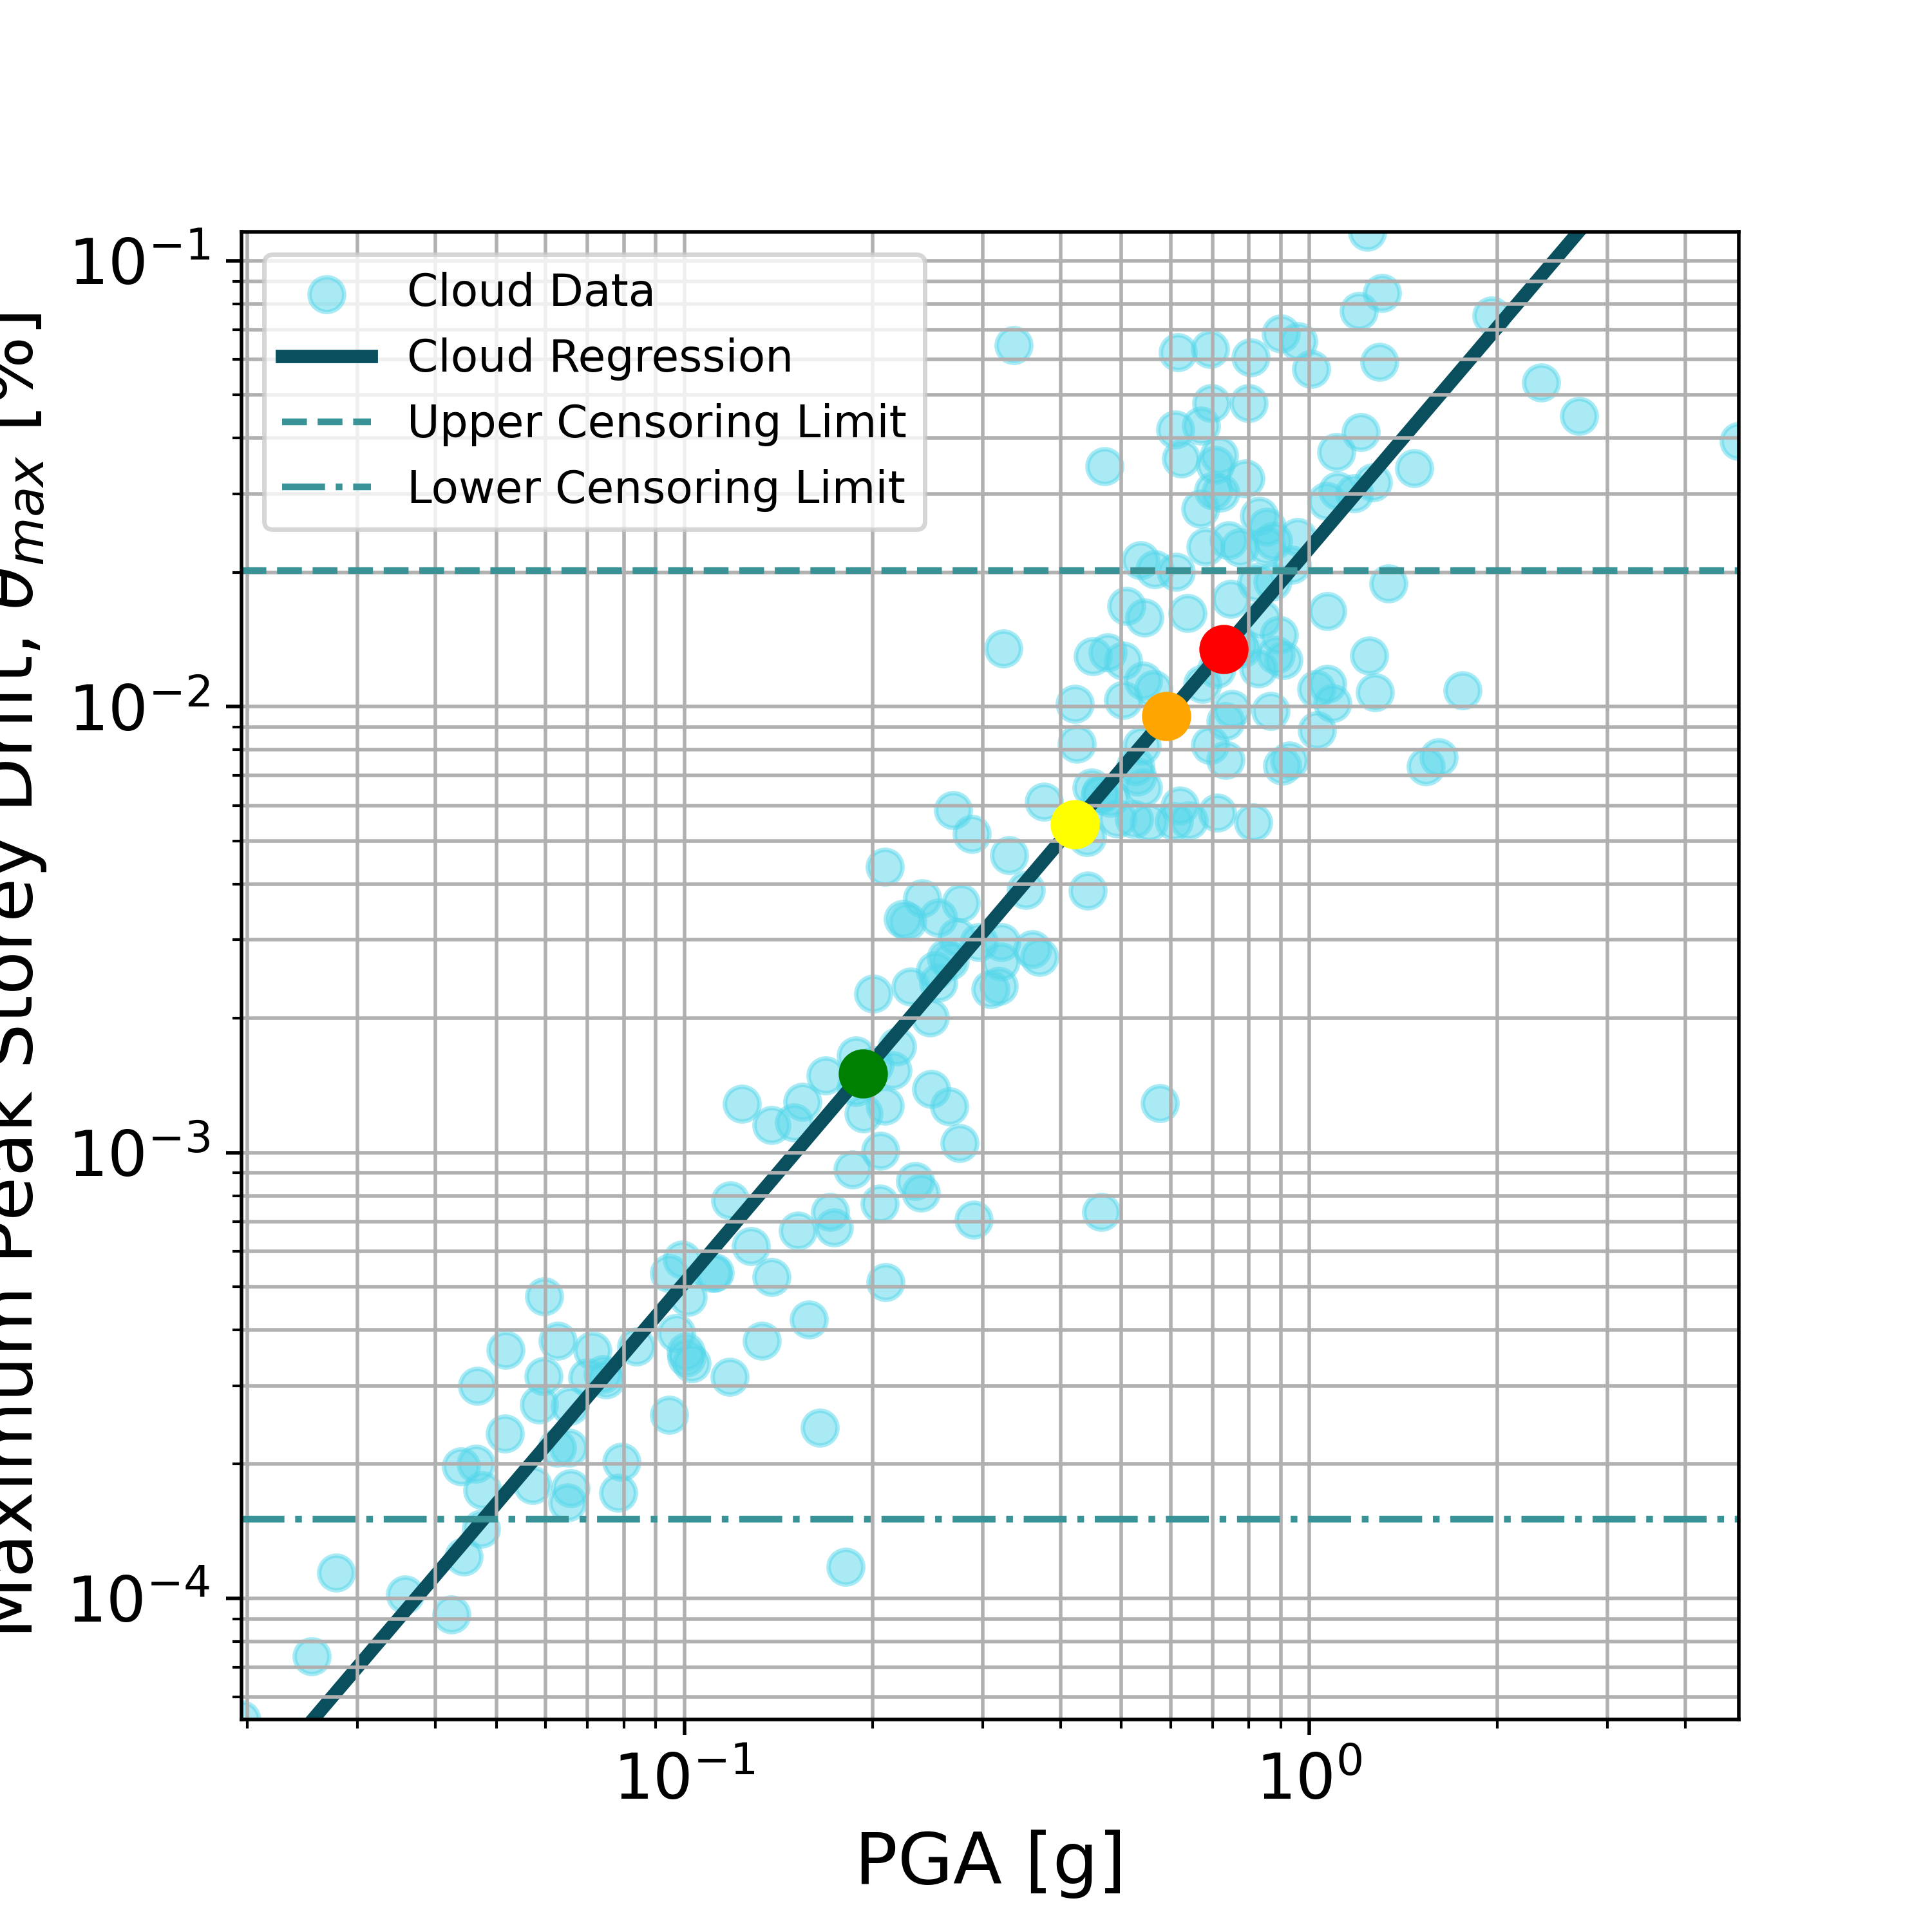 Cloud Data
Cloud Regression
Upper Censoring Limit
Lower Censoring Limit
10⁻¹
10⁻²
10⁻³
10⁻⁴
Maximum Peak Storey Drift, θₘₐₓ [%]
10⁻¹
10⁰
PGA [g]